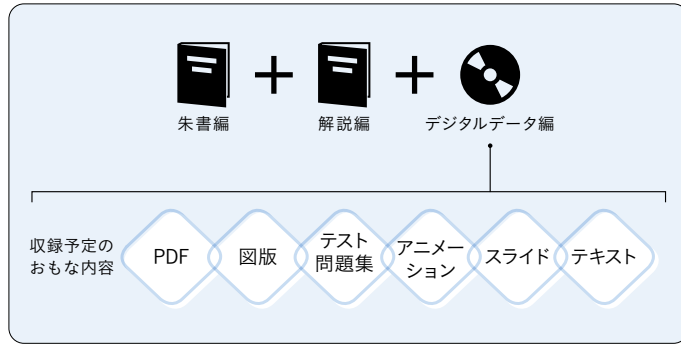 朱書編
解説編
デジタルデータ編
収録予定の
おもな内容
PDF
図版
テスト
問題集
アニメー
ション
スライド
テキスト